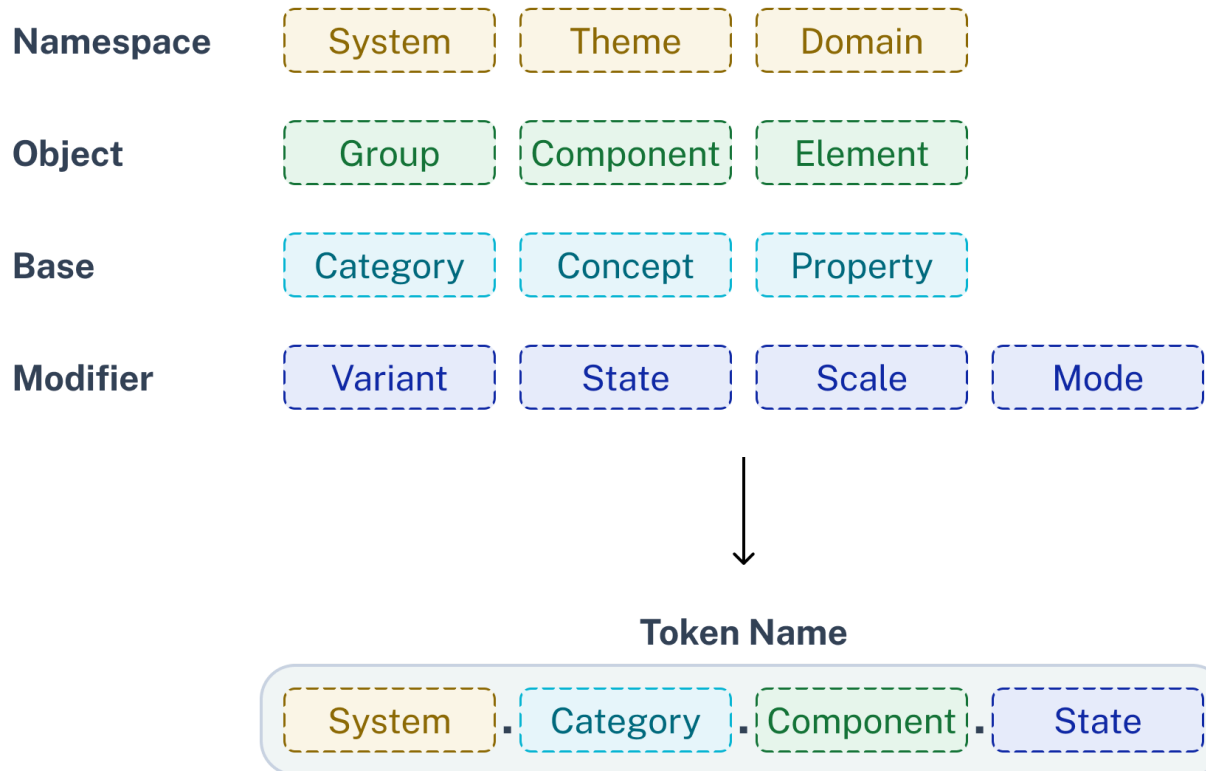 Namespace System Theme Domain
Object Group Component Element
Base Category Concept Property
Modifier Variant State Scale Mode
Token Name
System . Category . Component . State